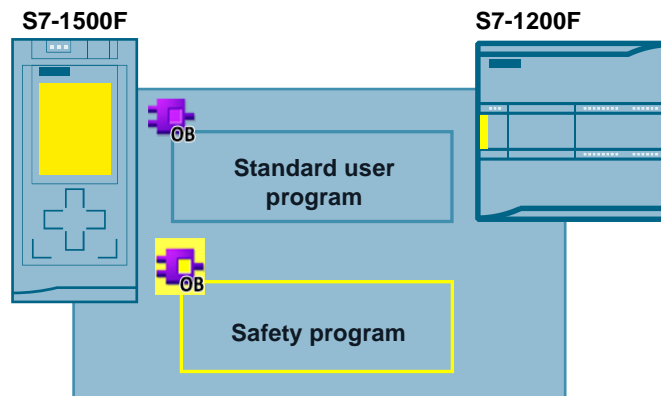 S7-1500F
S7-1200F
OB
Standard user
program
OB
Safety program